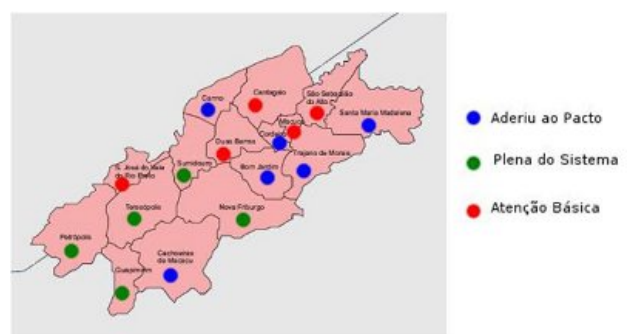 Carmo
Cantagalo
São Sebastião
do Alto
Santa Maria Madalena
Macuco
Cordeiro
Duas Barras
Trajano de Morais
Sumidouro
Bom Jardim
S. José do Vale
do Rio Preto
Teresópolis
Nova Friburgo
Petrópolis
Cachoeiras
de Macacu
Guapimirim
Aderiu ao Pacto
Plena do Sistema
Atenção Básica